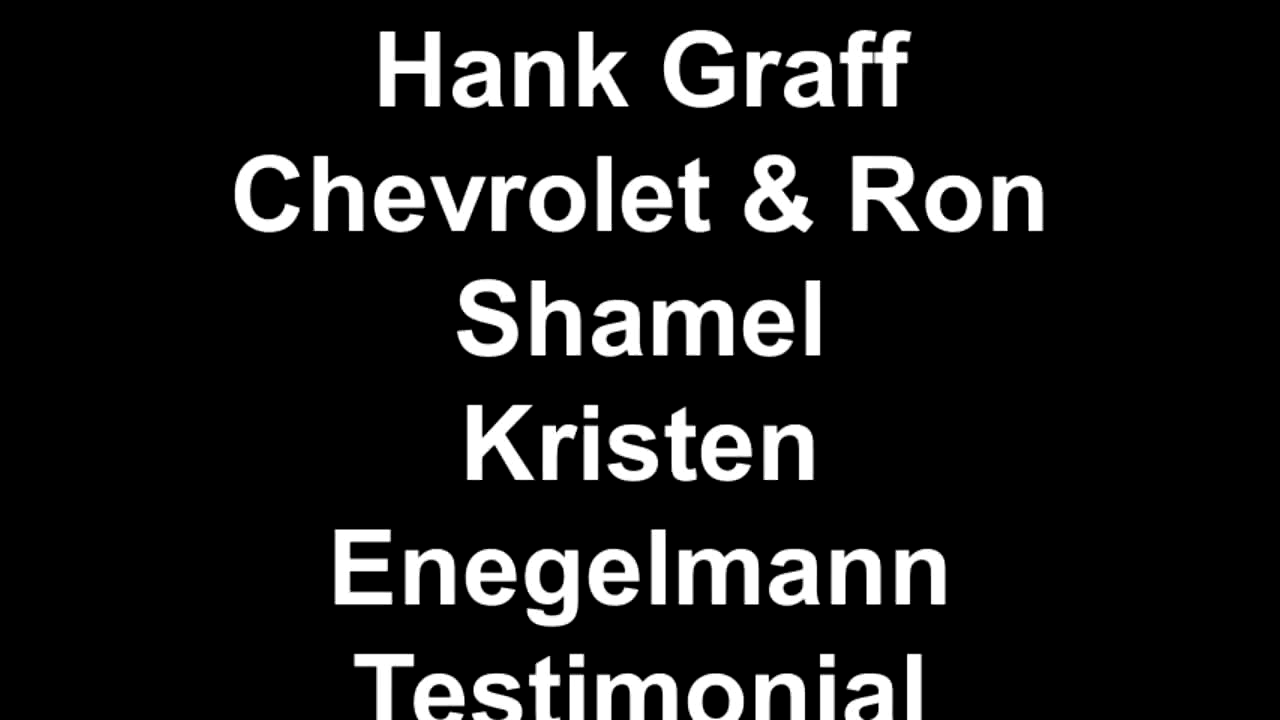 Hank Graff
Chevrolet & Ron
Shamel
Kristen
Enegelmann
Testimonial